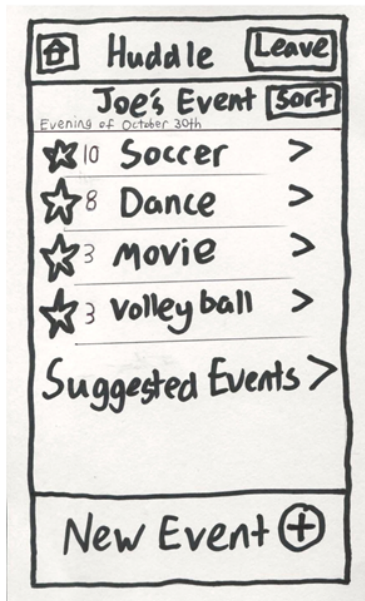 Huddle Leave
Joe's Event Sort
Evening of October 30th
10 Soccer >
8 Dance >
3 Movie >
3 Volleyball >
Suggested Events >
New Event +